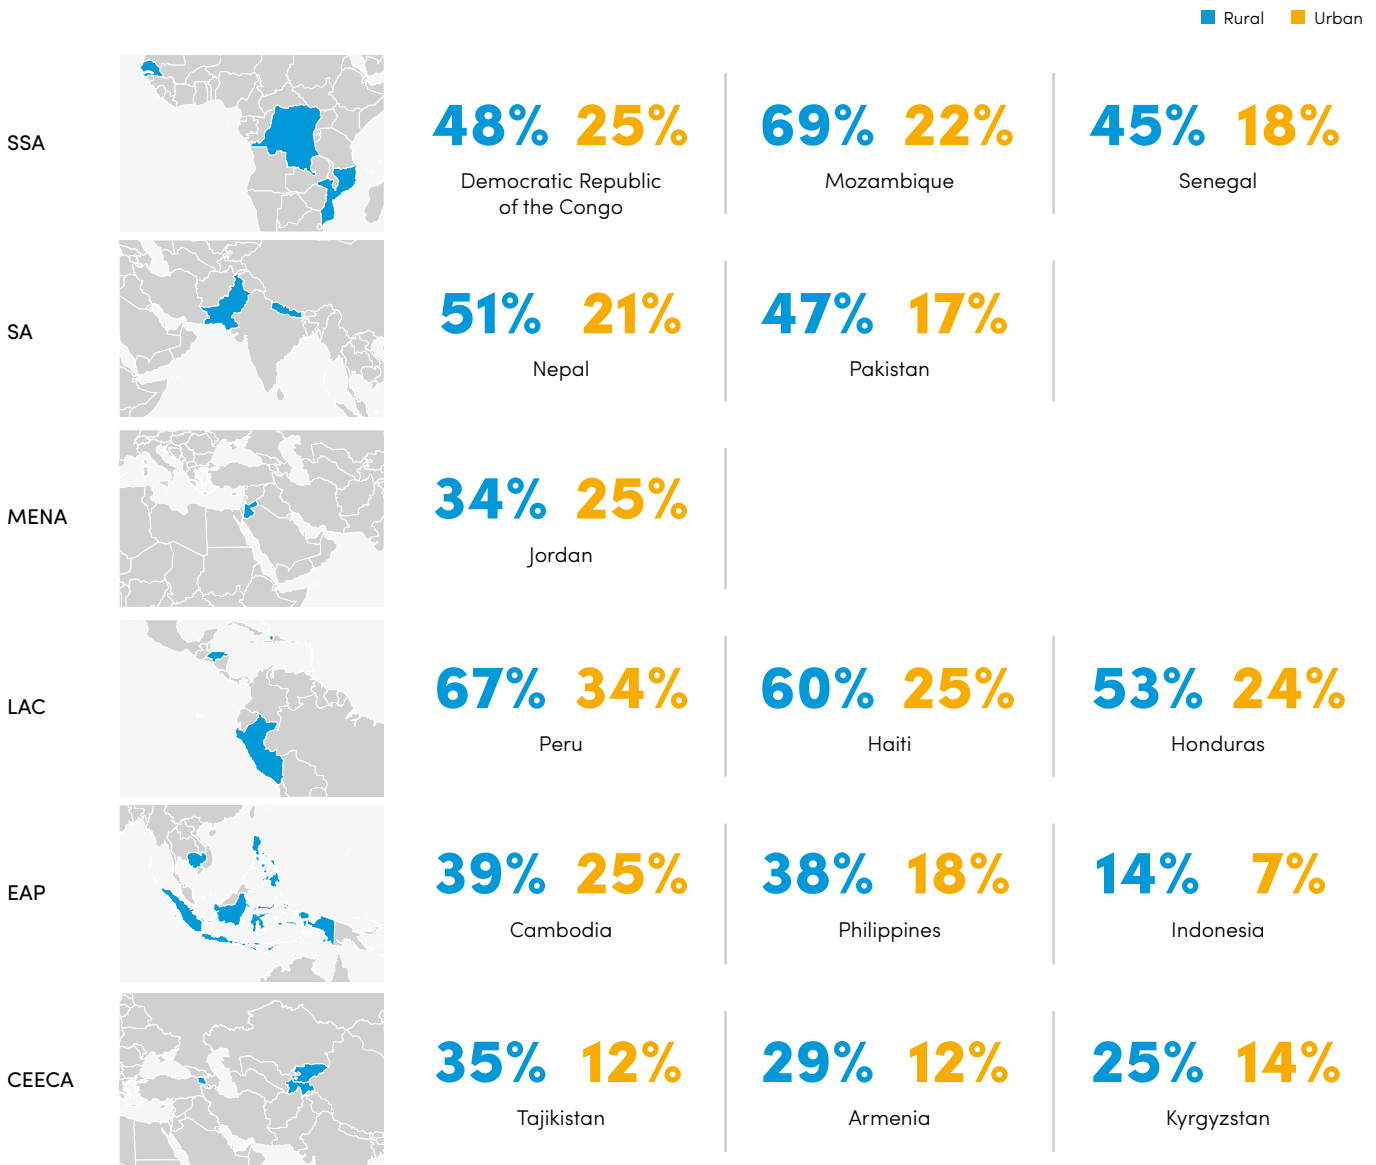 Rural Urban
SSA
48% 25%
Democratic Republic
of the Congo
69% 22%
Mozambique
45% 18%
Senegal
SA
51% 21%
Nepal
47% 17%
Pakistan
MENA
34% 25%
Jordan
LAC
67% 34%
Peru
60% 25%
Haiti
53% 24%
Honduras
EAP
39% 25%
Cambodia
38% 18%
Philippines
14% 7%
Indonesia
CEECA
35% 12%
Tajikistan
29% 12%
Armenia
25% 14%
Kyrgyzstan